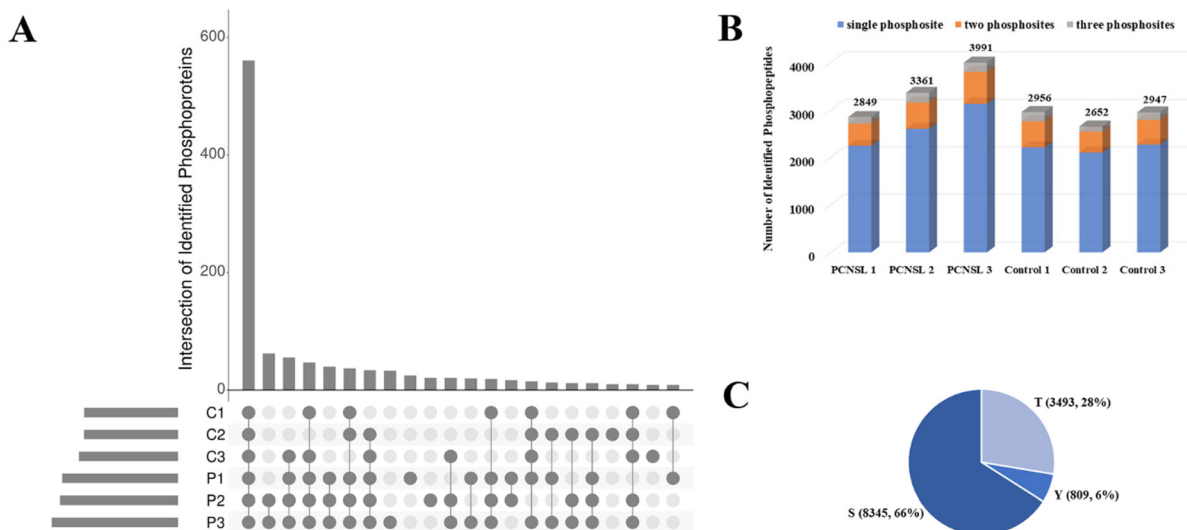 A
Intersection of Identified Phosphoproteins
600
400
200
0
C1
C2
C3
P1
P2
P3
B
single phosphosite two phosphosites three phosphosites
Number of Identified Phosphopeptides
4000
3000
2000
1000
0
2849
3361
3991
2956
2652
2947
PCNSL 1 PCNSL 2 PCNSL 3 Control 1 Control 2 Control 3
C
T (3493, 28%)
Y (809, 6%)
S (8345, 66%)